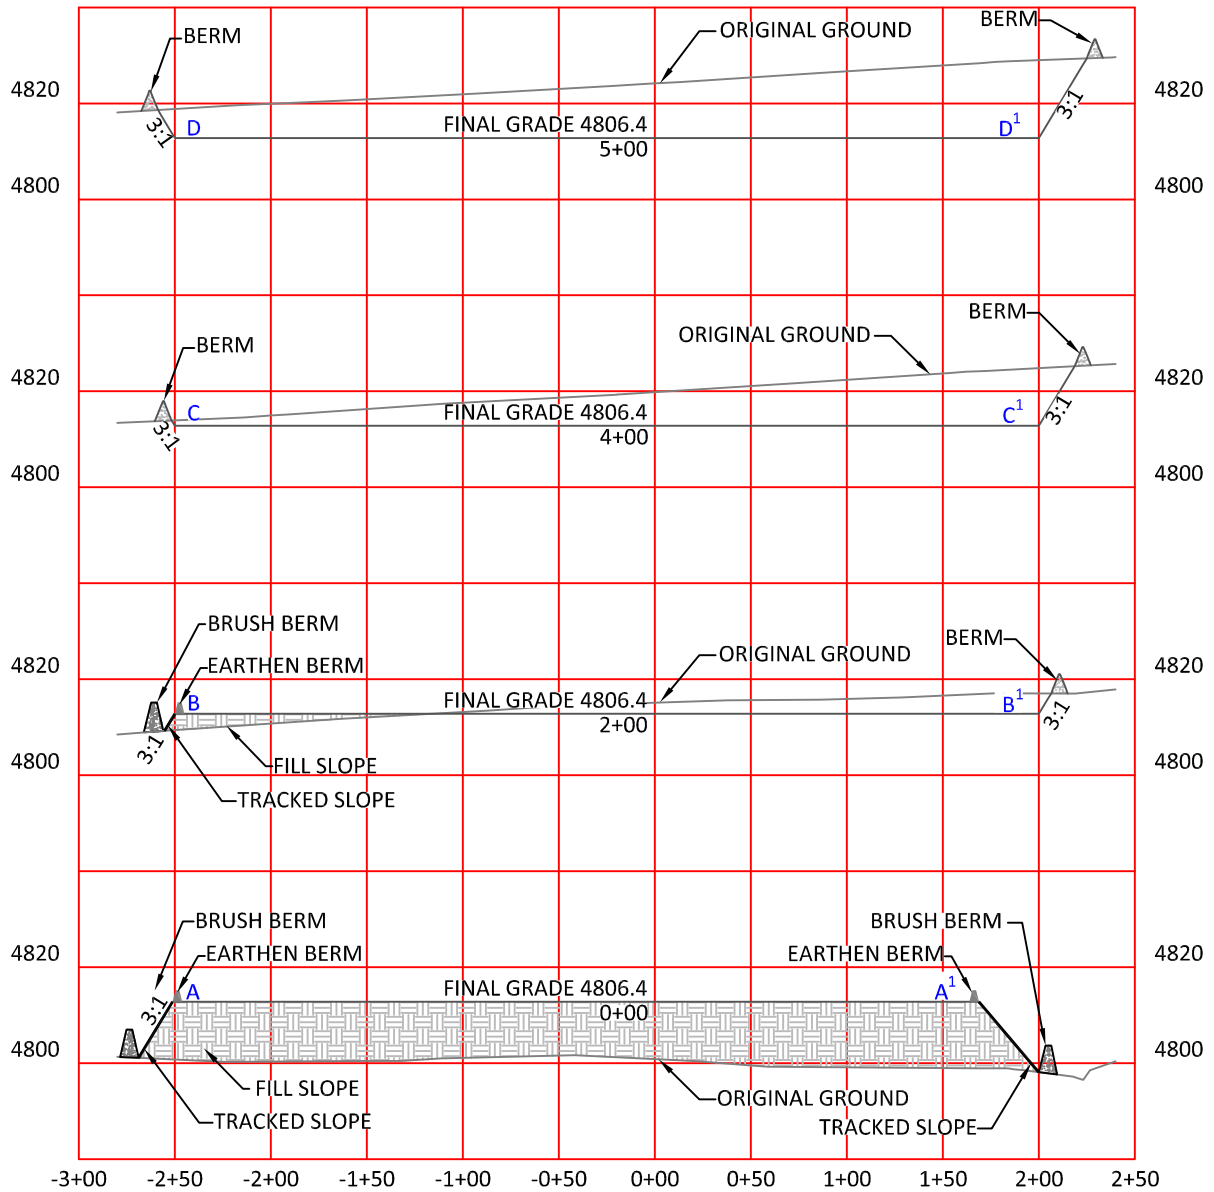 BERM
ORIGINAL GROUND
BERM
4820
4820
3:1
D
FINAL GRADE 4806.4
5+00
D1
3:1
4800
4800
BERM
ORIGINAL GROUND
BERM
4820
4820
3:1
C
FINAL GRADE 4806.4
4+00
C1
3:1
4800
4800
BRUSH BERM
EARTHEN BERM
ORIGINAL GROUND
BERM
4820
4820
B
FINAL GRADE 4806.4
2+00
B1
3:1
3:1
FILL SLOPE
4800
4800
TRACKED SLOPE
BRUSH BERM
EARTHEN BERM
BRUSH BERM
EARTHEN BERM
4820
4820
3:1
A
FINAL GRADE 4806.4
0+00
A1
4800
4800
FILL SLOPE
TRACKED SLOPE
ORIGINAL GROUND
TRACKED SLOPE
-3+00 -2+50 -2+00 -1+50 -1+00 -0+50 0+00 0+50 1+00 1+50 2+00 2+50